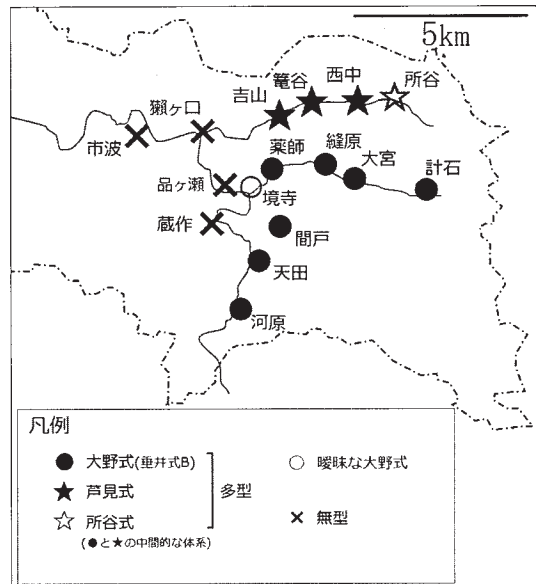 5km
所谷
西中
篭谷
吉山
獺ヶ口
市波
薬師
縫原
大宮
計石
品ヶ瀬
境寺
蔵作
間戸
天田
河原
凡例
大野式(垂井式B)
芦見式
所谷式
(●と★の中間的な体系)
多型
曖昧な大野式
無型